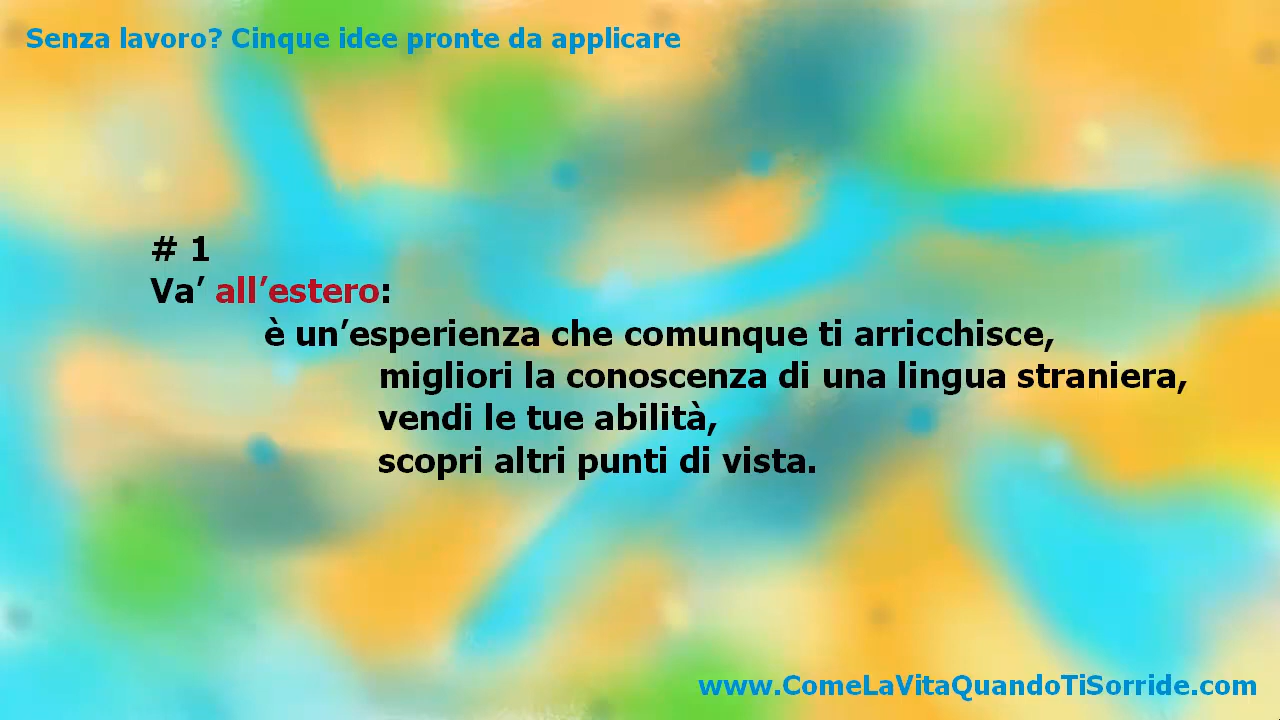 Senza lavoro? Cinque idee pronte da applicare
# 1
Va’ all’estero:
è un’esperienza che comunque ti arricchisce,
migliori la conoscenza di una lingua straniera,
vendi le tue abilità,
scopri altri punti di vista.
www.ComeLaVitaQuandoTiSorride.com